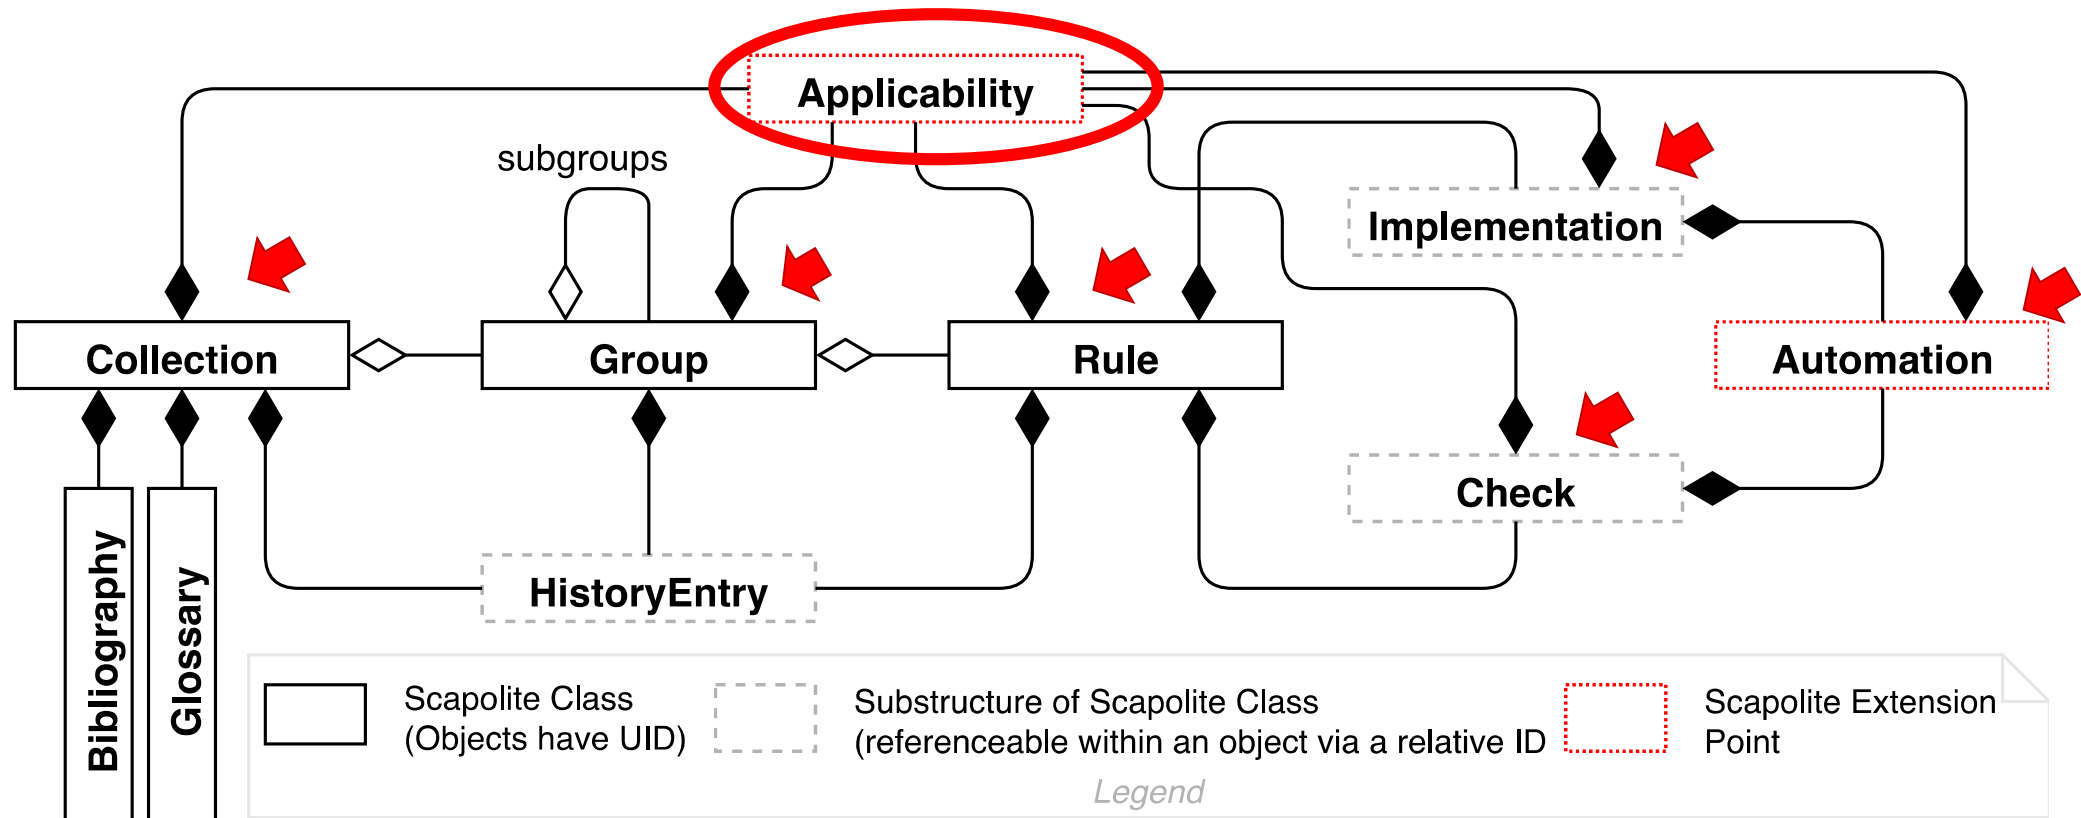 Applicability
subgroups
Implementation
Collection
Group
Rule
Automation
Check
HistoryEntry
Bibliography
Glossary
Scapolite Class
(Objects have UID)
Substructure of Scapolite Class
(referenceable within an object via a relative ID
Scapolite Extension
Point
Legend